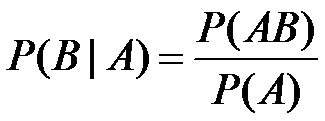 P(B | A) = P(AB) / P(A)